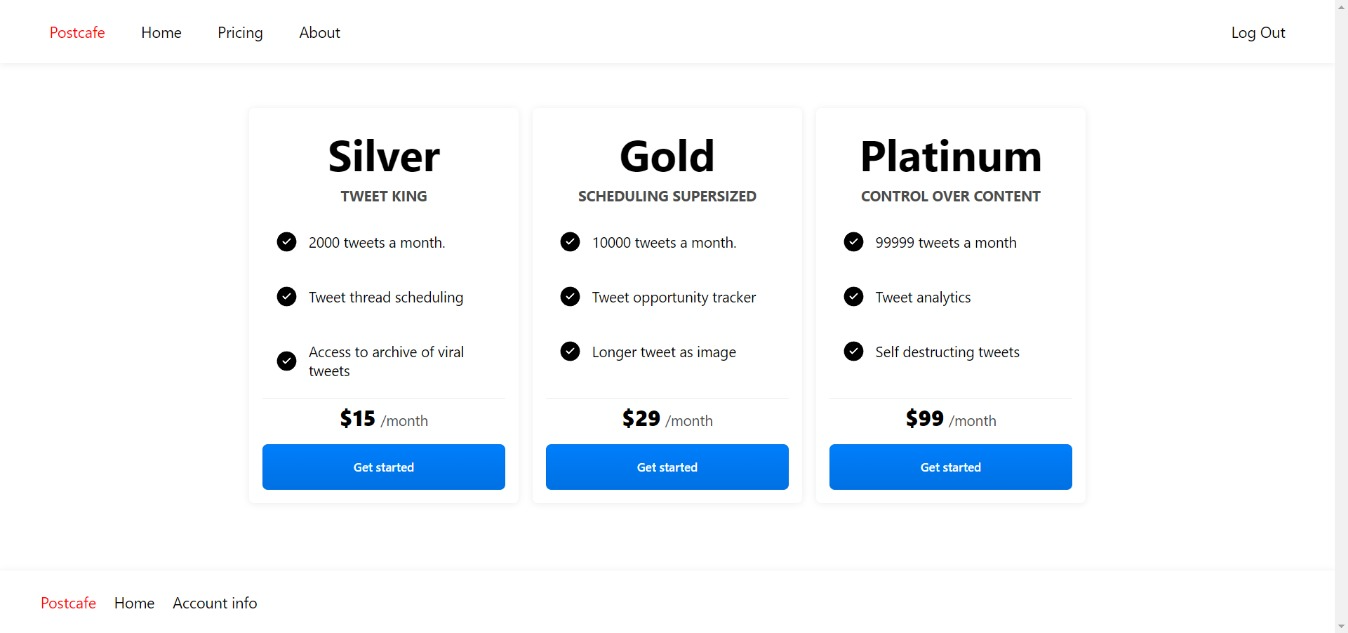 Postcafe Home Pricing About Log Out
Silver
TWEET KING
2000 tweets a month.
Tweet thread scheduling
Access to archive of viral
tweets
$15 /month
Get started
Gold
SCHEDULING SUPERSIZED
10000 tweets a month.
Tweet opportunity tracker
Longer tweet as image
$29 /month
Get started
Platinum
CONTROL OVER CONTENT
99999 tweets a month
Tweet analytics
Self destructing tweets
$99 /month
Get started
Postcafe Home Account info